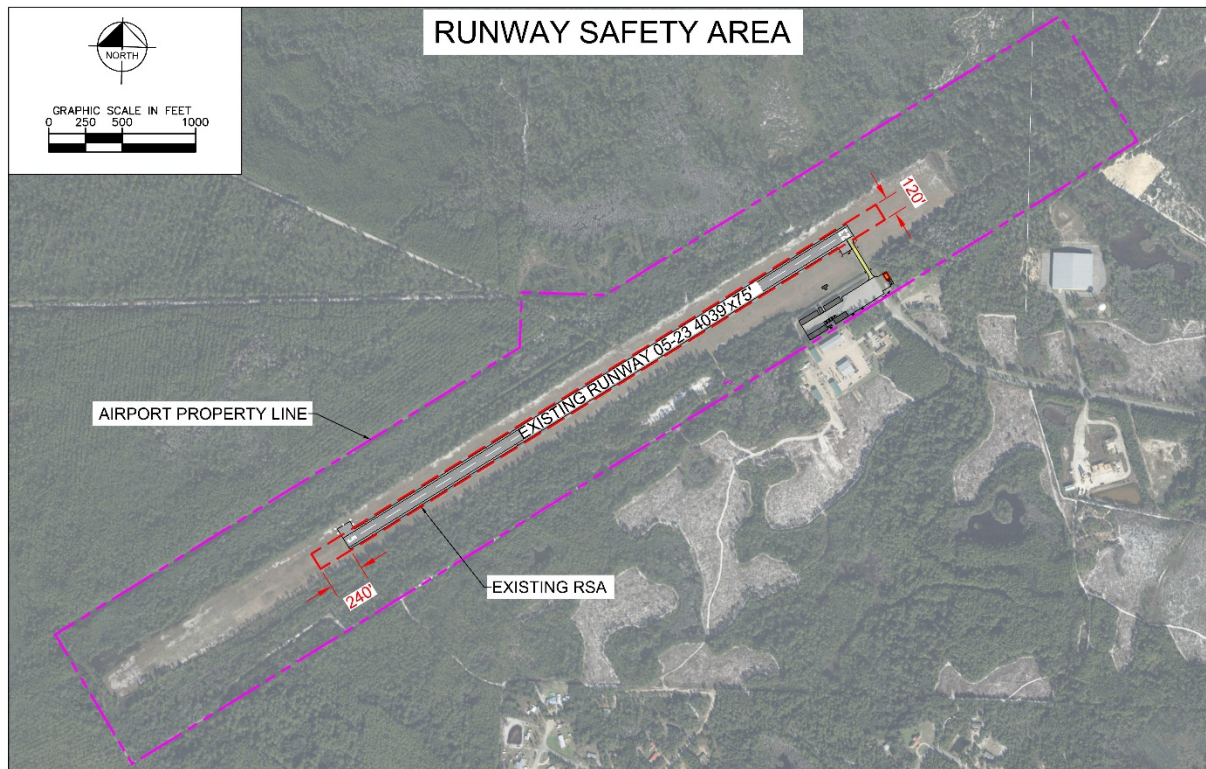 RUNWAY SAFETY AREA
NORTH
GRAPHIC SCALE IN FEET
0 250 500 1000
120'
EXISTING RUNWAY 05-23 4039'x75'
AIRPORT PROPERTY LINE
EXISTING RSA
240'